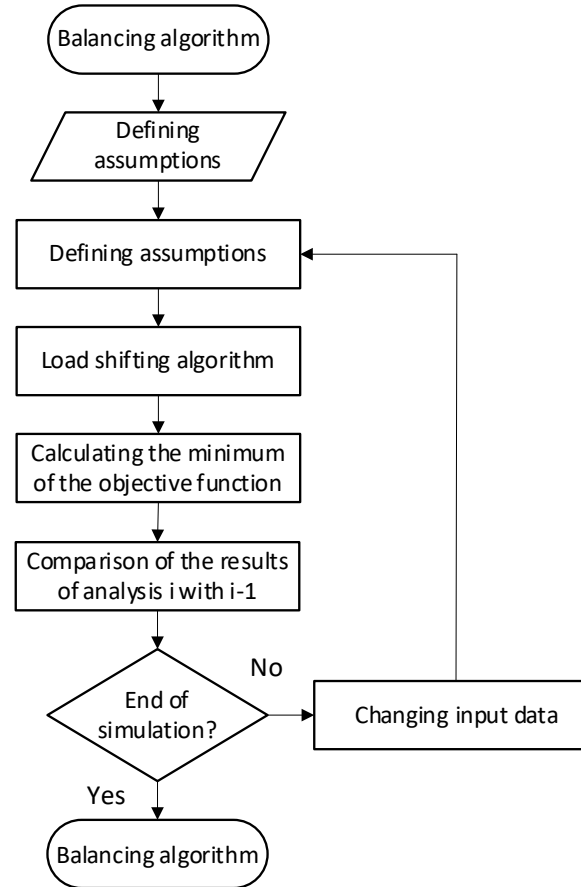 Balancing algorithm
Defining
assumptions
Defining assumptions
Load shifting algorithm
Calculating the minimum
of the objective function
Comparison of the results
of analysis i with i-1
End of
simulation?
No
Changing input data
Yes
Balancing algorithm